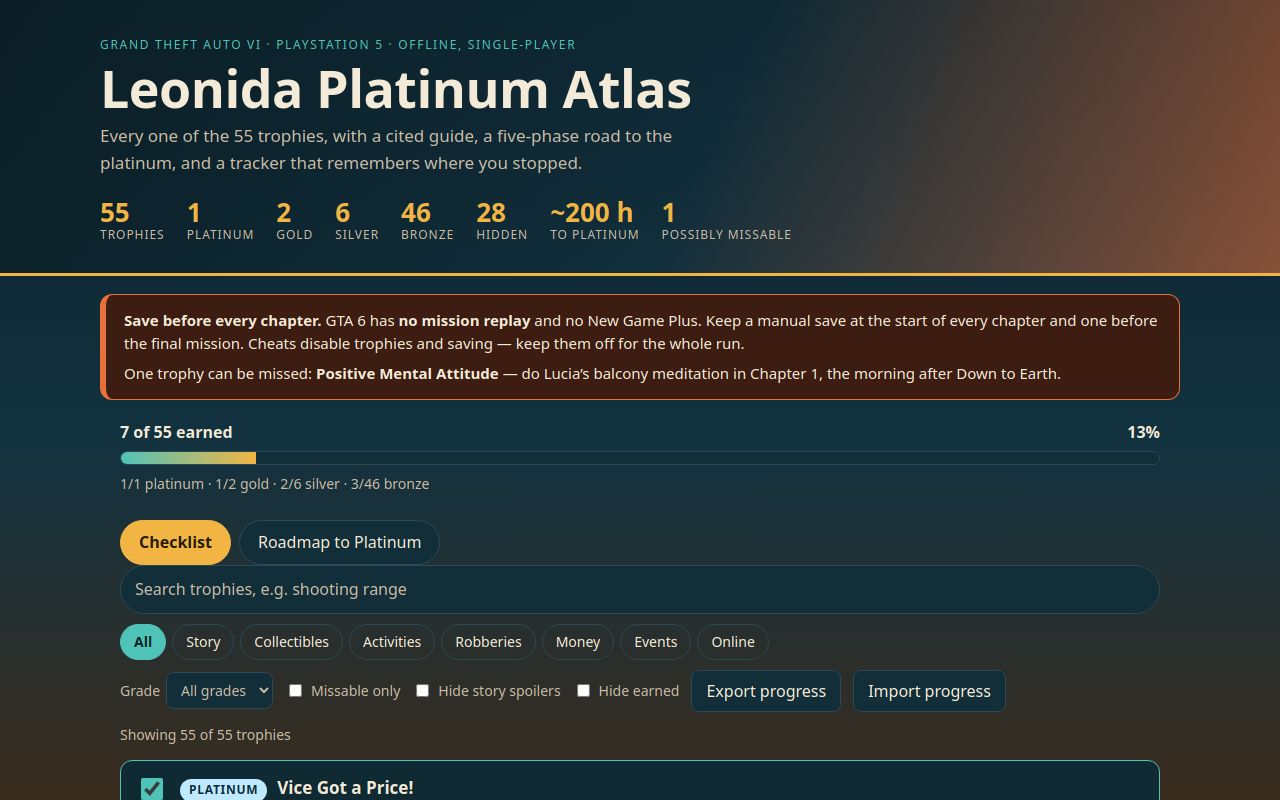 GRAND THEFT AUTO VI · PLAYSTATION 5 · OFFLINE, SINGLE-PLAYER
Leonida Platinum Atlas
Every one of the 55 trophies, with a cited guide, a five-phase road to the
platinum, and a tracker that remembers where you stopped.
55 1 2 6 46 28 ~200 h 1
TROPHIES PLATINUM GOLD SILVER BRONZE HIDDEN TO PLATINUM POSSIBLY MISSABLE
Save before every chapter. GTA 6 has no mission replay and no New Game Plus. Keep a manual save at the start of every chapter and one before
the final mission. Cheats disable trophies and saving — keep them off for the whole run.
One trophy can be missed: Positive Mental Attitude — do Lucia’s balcony meditation in Chapter 1, the morning after Down to Earth.
7 of 55 earned 13%
1/1 platinum · 1/2 gold · 2/6 silver · 3/46 bronze
Checklist Roadmap to Platinum
Search trophies, e.g. shooting range
All Story Collectibles Activities Robberies Money Events Online
Grade All grades Missable only Hide story spoilers Hide earned Export progress Import progress
Showing 55 of 55 trophies
PLATINUM Vice Got a Price!